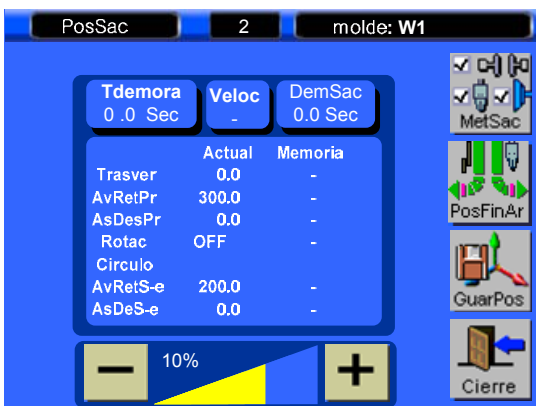 PosSac 2 molde: W1
Tdemora Veloc DemSac
0 .0 Sec - 0.0 Sec
Actual Memoria
Trasver 0.0 -
AvRetPr 300.0 -
AsDesPr 0.0 -
Rotac OFF -
Circulo
AvRetS-e 200.0 -
AsDeS-e 0.0 -
− 10% +
MetSac
PosFinAr
GuarPos
Cierre